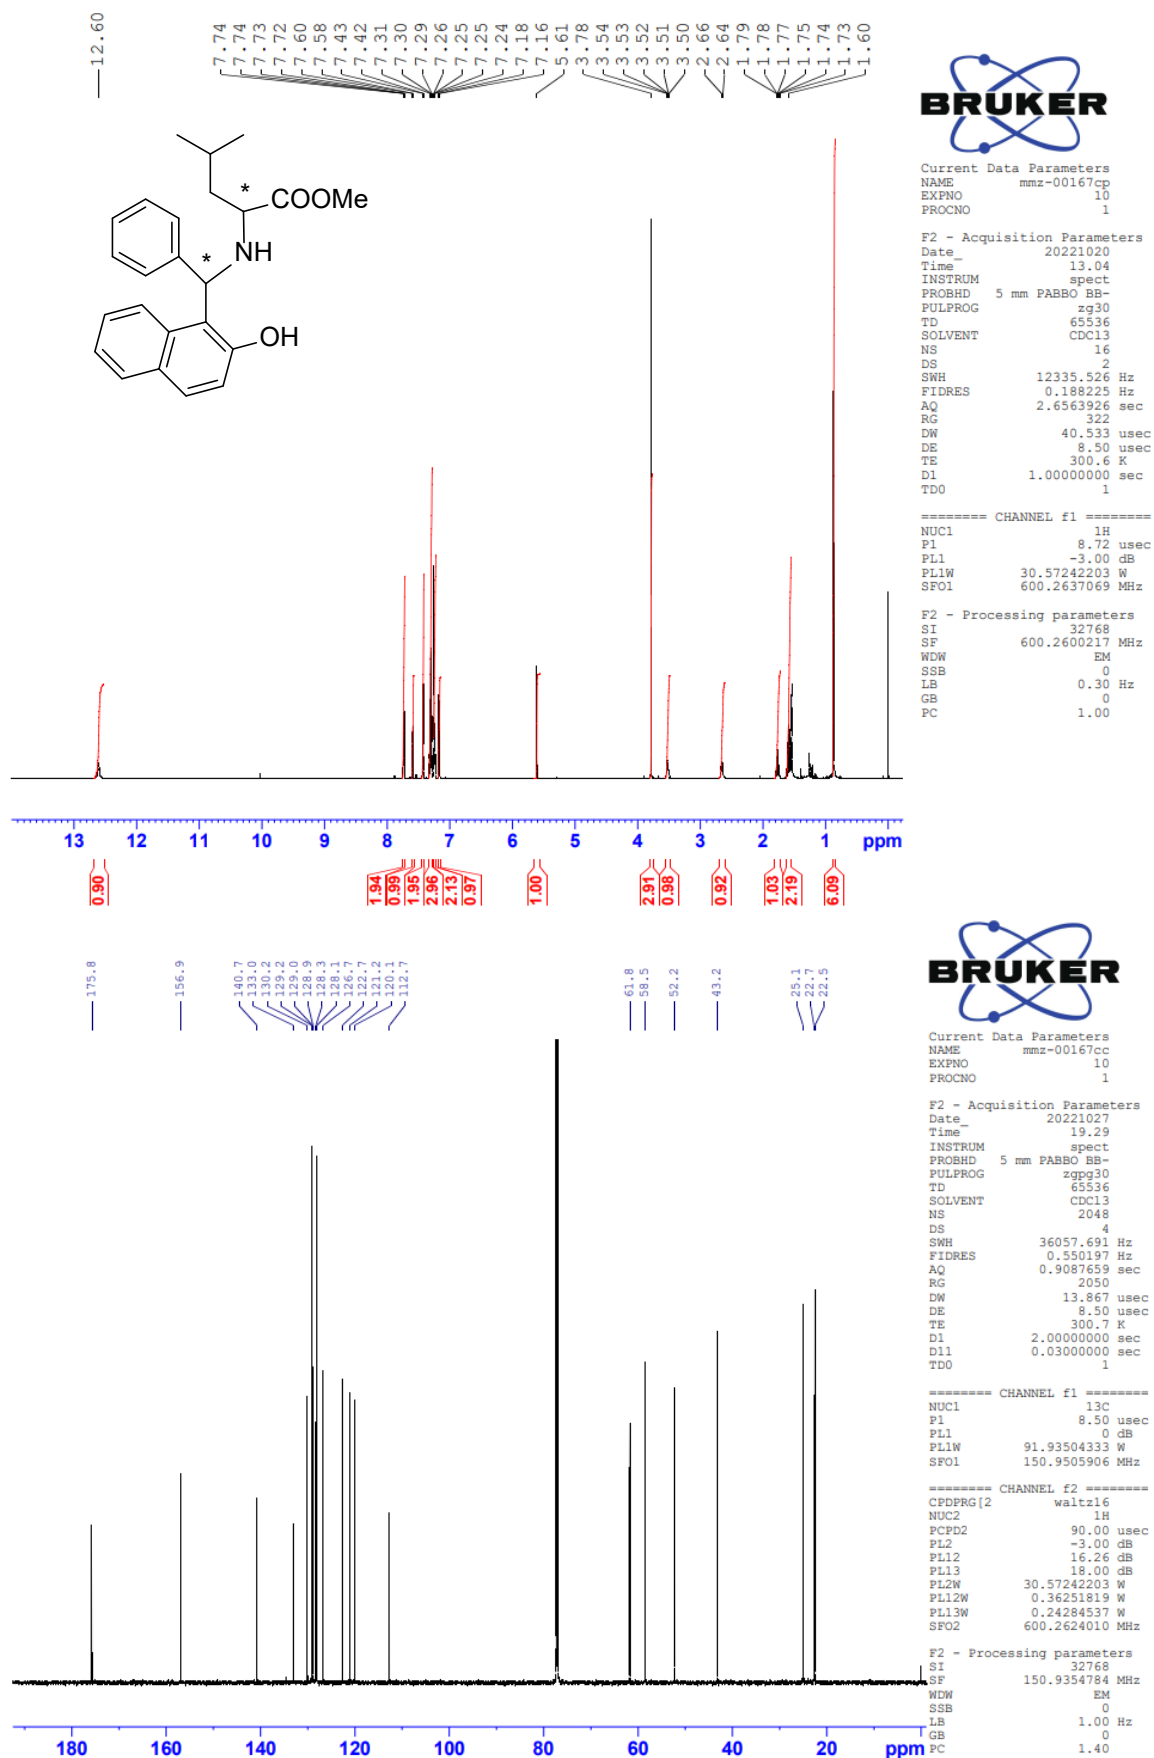 12.60
7.74
7.74
7.73
7.72
7.60
7.58
7.43
7.42
7.31
7.30
7.29
7.26
7.25
7.25
7.24
7.18
7.16
5.61
3.78
3.54
3.53
3.52
3.51
3.50
2.66
2.64
1.79
1.78
1.77
1.75
1.74
1.73
1.60
BRUKER
*
COOMe
NH
*
OH
Current Data Parameters
NAME mmz-00167cp
EXPNO 10
PROCNO 1
F2 - Acquisition Parameters
Date_ 20221020
Time 13.04
INSTRUM spect
PROBHD 5 mm PABBO BB-
PULPROG zg30
TD 65536
SOLVENT CDCl3
NS 16
DS 2
SWH 12335.526 Hz
FIDRES 0.188225 Hz
AQ 2.6563926 sec
RG 322
DW 40.533 usec
DE 8.50 usec
TE 300.6 K
D1 1.00000000 sec
TD0 1
======== CHANNEL f1 ========
NUC1 1H
P1 8.72 usec
PL1 -3.00 dB
PL1W 30.57242203 W
SFO1 600.2637069 MHz
F2 - Processing parameters
SI 32768
SF 600.2600217 MHz
WDW EM
SSB 0
LB 0.30 Hz
GB 0
PC 1.00
13 12 11 10 9 8 7 6 5 4 3 2 1 ppm
0.90
1.94
0.99
1.95
2.96
2.13
0.97
1.00
2.91
0.98
0.92
1.03
2.19
6.09
BRUKER
175.8
156.9
140.7
133.0
130.2
129.2
129.0
128.9
128.3
128.1
126.7
122.7
121.2
120.1
112.7
61.8
58.5
52.2
43.2
25.1
22.7
22.5
Current Data Parameters
NAME mmz-00167cc
EXPNO 10
PROCNO 1
F2 - Acquisition Parameters
Date_ 20221027
Time 19.29
INSTRUM spect
PROBHD 5 mm PABBO BB-
PULPROG zgpg30
TD 65536
SOLVENT CDCl3
NS 2048
DS 4
SWH 36057.691 Hz
FIDRES 0.550197 Hz
AQ 0.9087659 sec
RG 2050
DW 13.867 usec
DE 8.50 usec
TE 300.7 K
D1 2.00000000 sec
D11 0.03000000 sec
TD0 1
======== CHANNEL f1 ========
NUC1 13C
P1 8.50 usec
PL1 0 dB
PL1W 91.93504333 W
SFO1 150.9505906 MHz
======== CHANNEL f2 ========
CPDPRG[2 waltz16
NUC2 1H
PCPD2 90.00 usec
PL2 -3.00 dB
PL12 16.26 dB
PL13 18.00 dB
PL2W 30.57242203 W
PL12W 0.36251819 W
PL13W 0.24284537 W
SFO2 600.2624010 MHz
F2 - Processing parameters
SI 32768
SF 150.9354784 MHz
WDW EM
SSB 0
LB 1.00 Hz
GB 0
PC 1.40
180 160 140 120 100 80 60 40 20 ppm